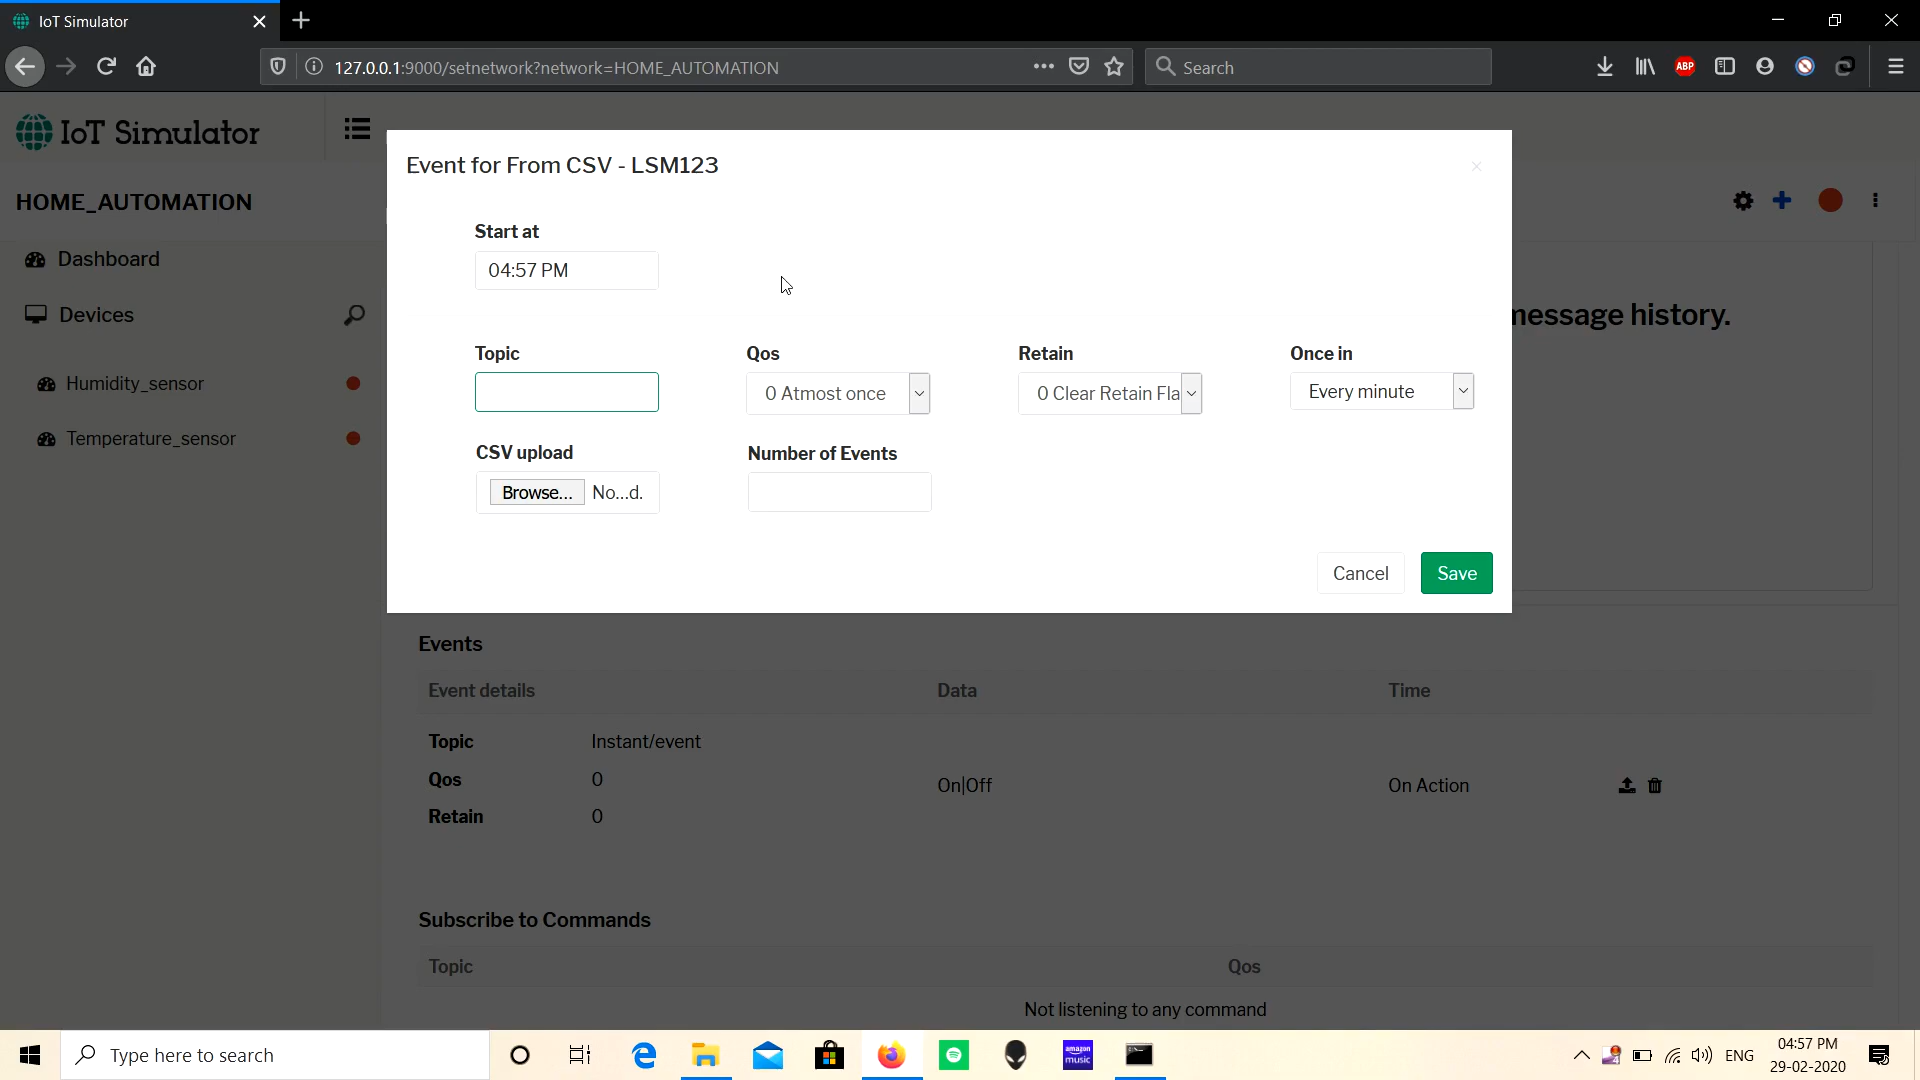 IoT Simulator
127.0.0.1:9000/setnetwork?network=HOME_AUTOMATION
Search
ABP
IoT Simulator
HOME_AUTOMATION
Dashboard
Devices
Humidity_sensor
Temperature_sensor
Event for From CSV - LSM123
Start at
04:57 PM
Topic
Qos
Retain
Once in
0 Atmost once
0 Clear Retain Fla
Every minute
CSV upload
Number of Events
Browse... No...d.
Cancel
Save
message history.
Events
Event details
Data
Time
Topic
Instant/event
Qos
0
On|Off
On Action
Retain
0
Subscribe to Commands
Topic
Qos
Not listening to any command
Type here to search
amazon
music
ENG
04:57 PM
29-02-2020